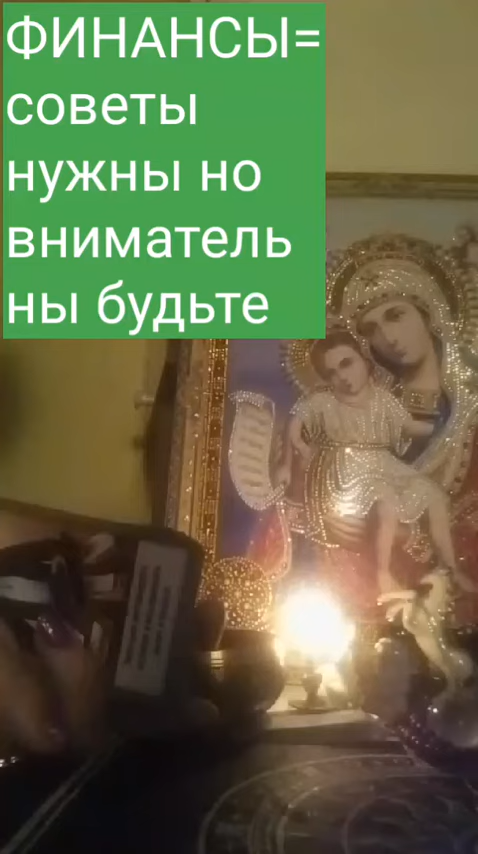 ФИНАНСЫ=
советы
нужны но
вниматель
ны будьте